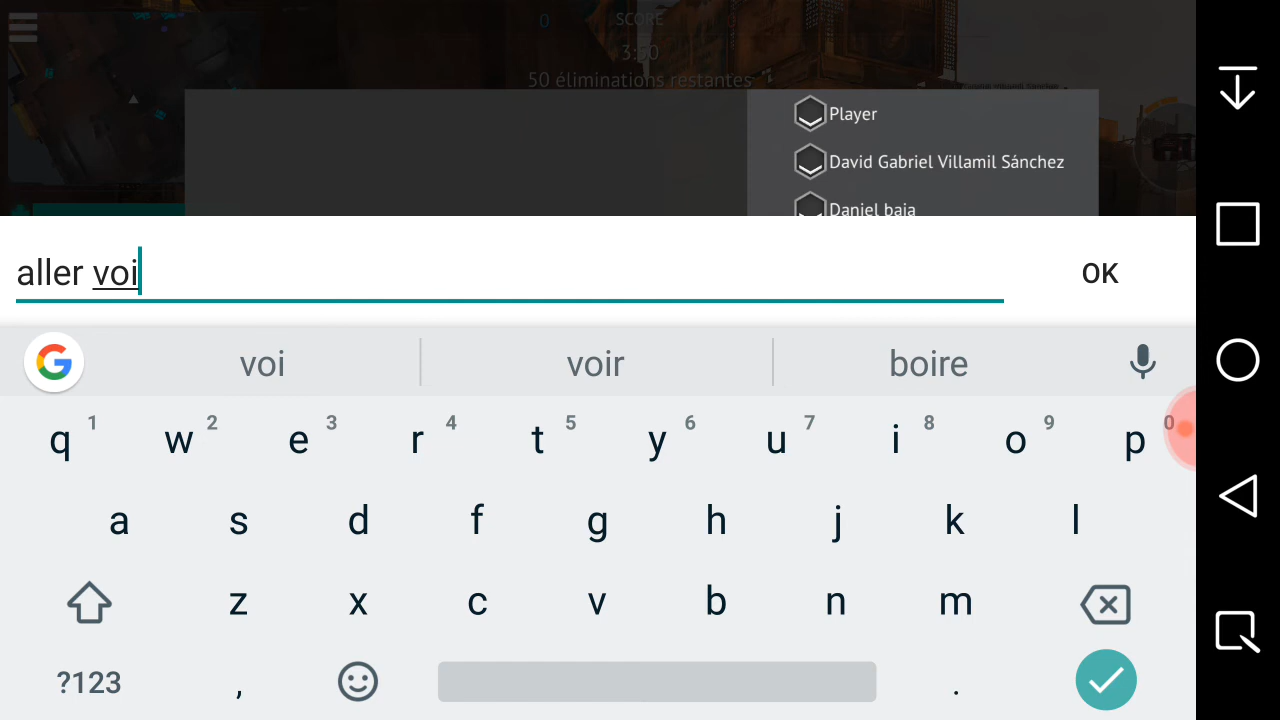 0 SCORE
3:50
50 éliminations restantes
Player
David Gabriel Villamil Sánchez
Daniel baja
aller voi
OK
voi voir boire
q 1 w 2 e 3 r 4 t 5 y 6 u 7 i 8 o 9 p 0
a s d f g h j k l
z x c v b n m
?123 , .